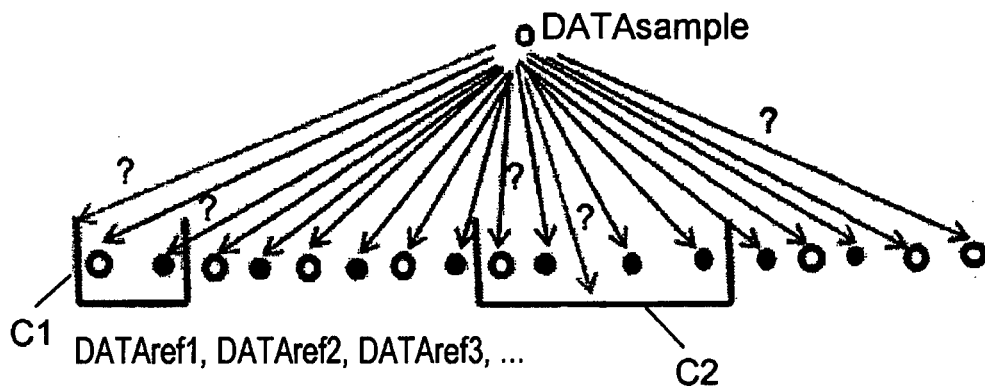 DATAsample
?
?
?
?
?
C1
DATAref1, DATAref2, DATAref3, ...
C2